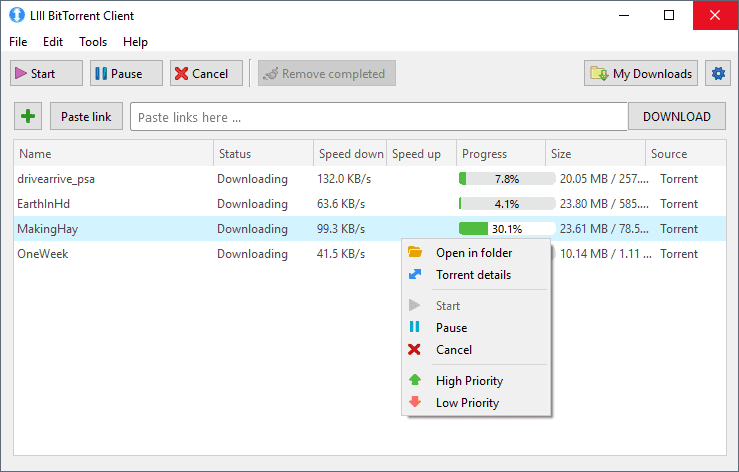 LIII BitTorrent Client
File Edit Tools Help
Start Pause Cancel Remove completed My Downloads
Paste link Paste links here ... DOWNLOAD
Name Status Speed down Speed up Progress Size Source
drivearrive_psa Downloading 132.0 KB/s 7.8% 20.05 MB / 257.... Torrent
EarthInHd Downloading 63.6 KB/s 4.1% 23.80 MB / 585.... Torrent
MakingHay Downloading 99.3 KB/s 30.1% 23.61 MB / 78.5... Torrent
OneWeek Downloading 41.5 KB/s 10.14 MB / 1.11 ... Torrent
Open in folder
Torrent details
Start
Pause
Cancel
High Priority
Low Priority